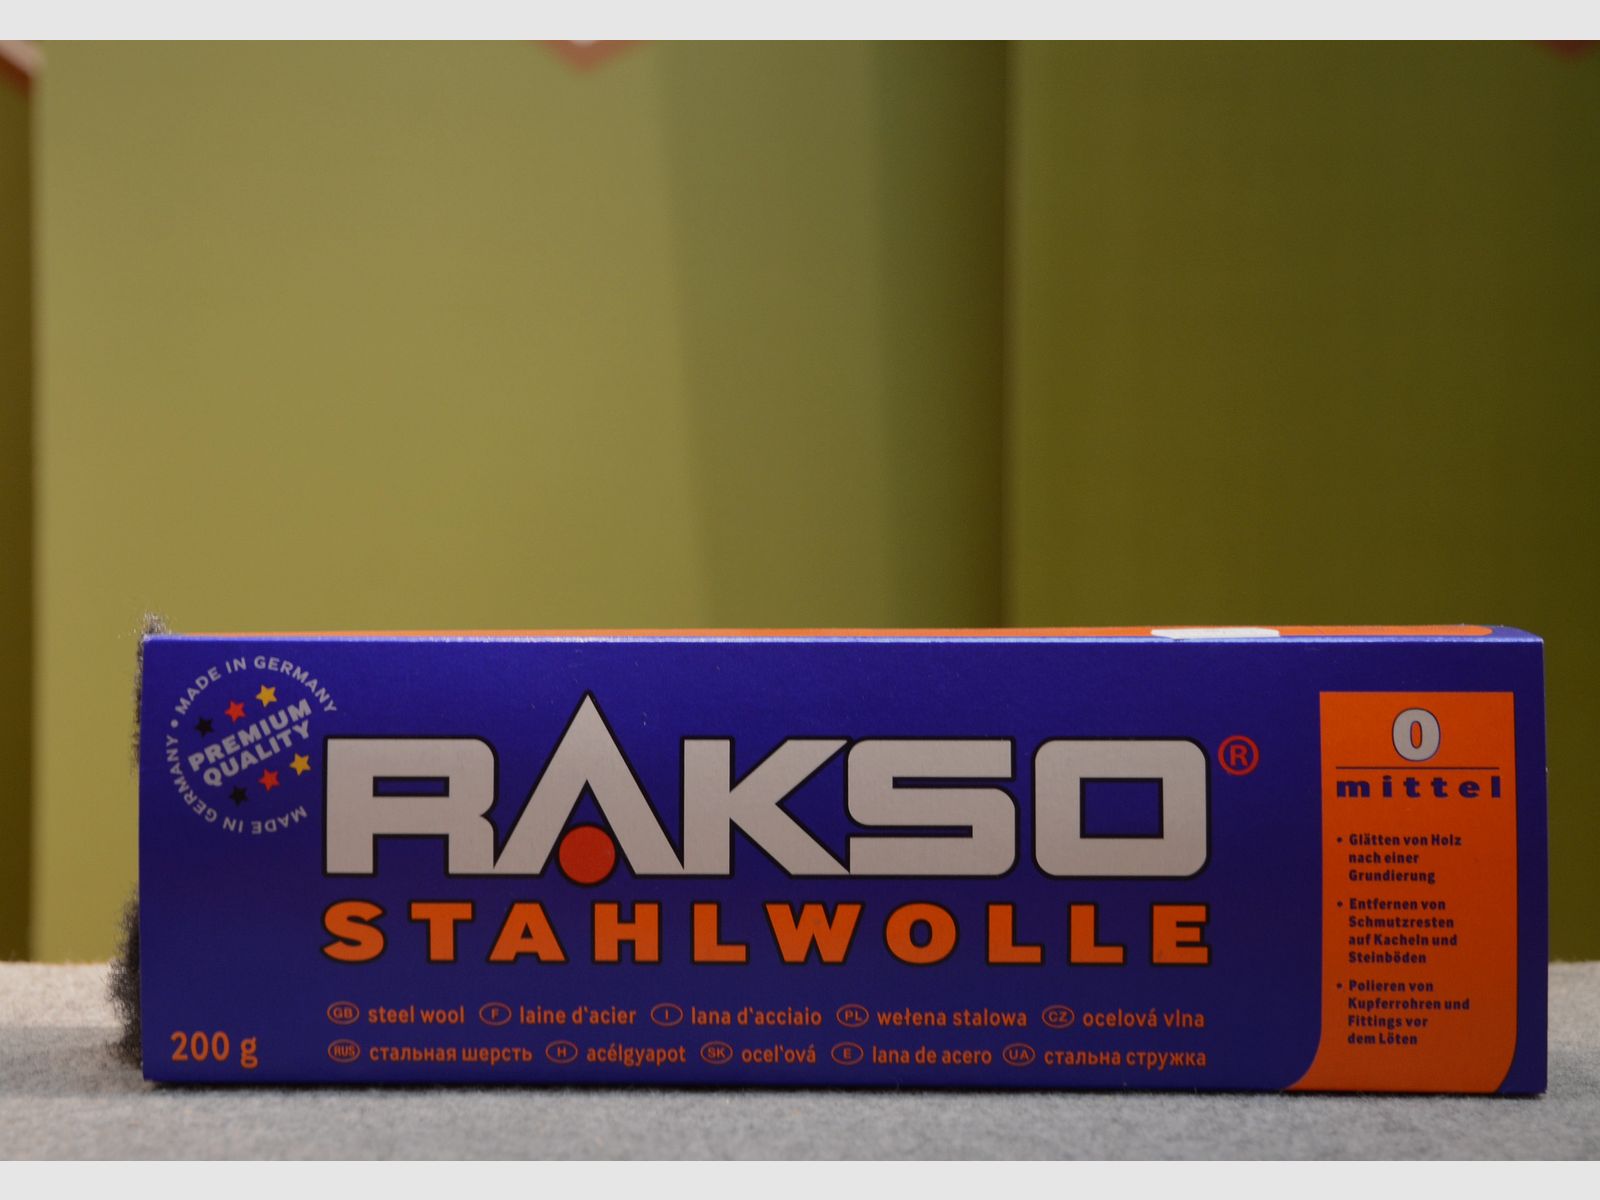 MADE IN GERMANY • MADE IN GERMANY
PREMIUM
QUALITY
RAKSO®
STAHLWOLLE
GB steel wool F laine d'acier I lana d'acciaio PL wełena stalowa CZ ocelová vlna
RUS стальная шерсть H acélgyapot SK ocel'ová E lana de acero UA стальна стружка
200 g
0
mittel
• Glätten von Holz
nach einer
Grundierung
• Entfernen von
Schmutzresten
auf Kacheln und
Steinböden
• Polieren von
Kupferrohren und
Fittings vor
dem Löten